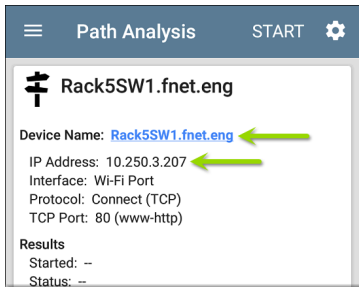 Path Analysis START
Rack5SW1.fnet.eng
Device Name: Rack5SW1.fnet.eng
IP Address: 10.250.3.207
Interface: Wi-Fi Port
Protocol: Connect (TCP)
TCP Port: 80 (www-http)
Results
Started: --
Status: --